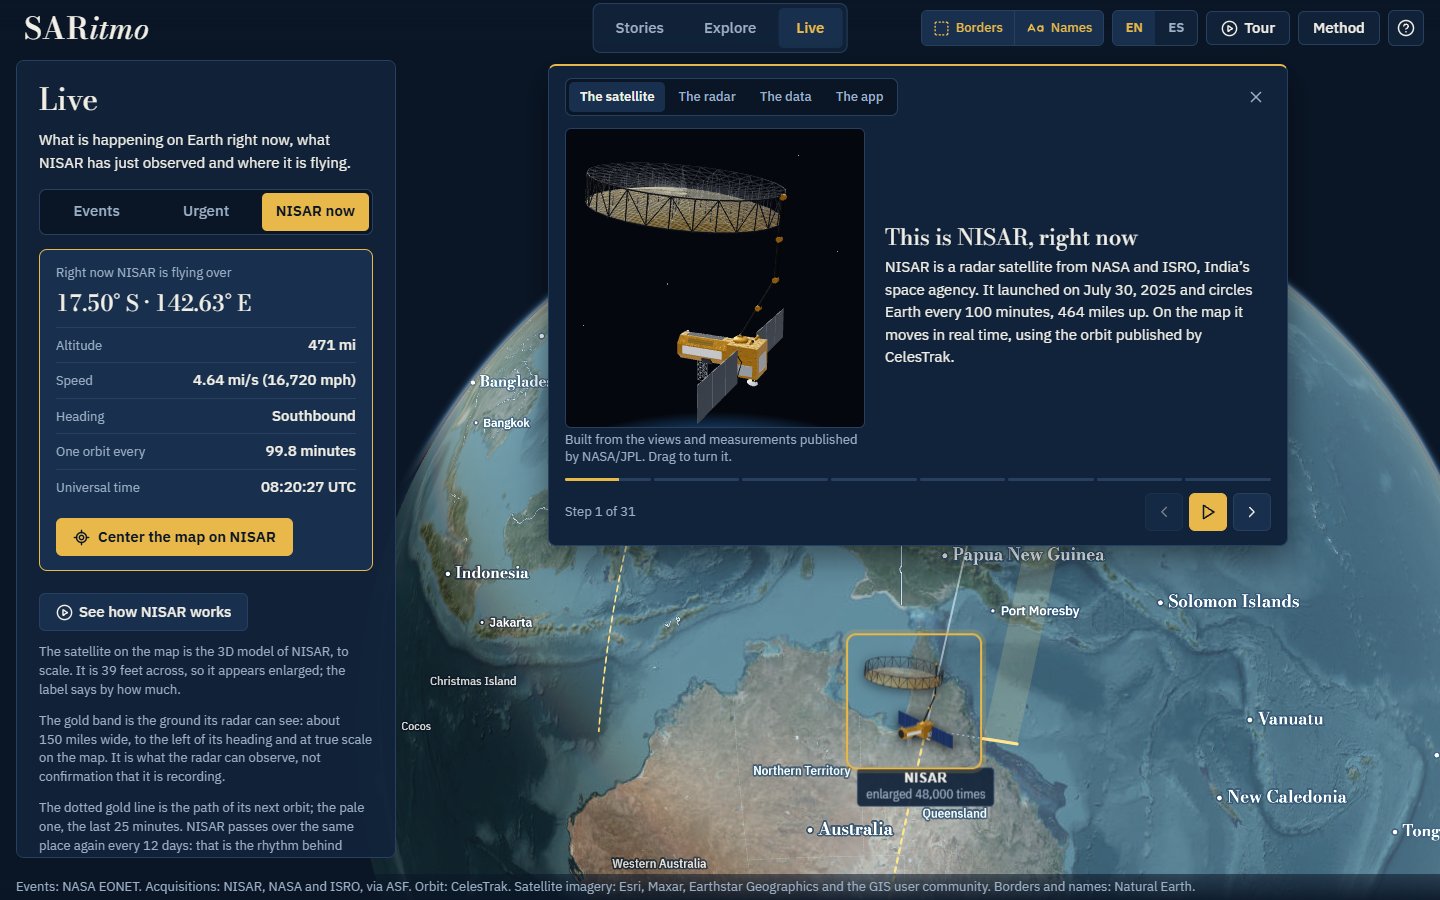 SARitmo
Stories Explore Live
Borders Aa Names
EN ES
Tour
Method
Live
What is happening on Earth right now, what
NISAR has just observed and where it is flying.
Events Urgent NISAR now
Right now NISAR is flying over
17.50° S · 142.63° E
Altitude 471 mi
Speed 4.64 mi/s (16,720 mph)
Heading Southbound
One orbit every 99.8 minutes
Universal time 08:20:27 UTC
Center the map on NISAR
See how NISAR works
The satellite on the map is the 3D model of NISAR, to
scale. It is 39 feet across, so it appears enlarged; the
label says by how much.
The gold band is the ground its radar can see: about
150 miles wide, to the left of its heading and at true scale
on the map. It is what the radar can observe, not
confirmation that it is recording.
The dotted gold line is the path of its next orbit; the pale
one, the last 25 minutes. NISAR passes over the same
place again every 12 days: that is the rhythm behind
The satellite The radar The data The app
This is NISAR, right now
NISAR is a radar satellite from NASA and ISRO, India's
space agency. It launched on July 30, 2025 and circles
Earth every 100 minutes, 464 miles up. On the map it
moves in real time, using the orbit published by
CelesTrak.
Built from the views and measurements published
by NASA/JPL. Drag to turn it.
Step 1 of 31
Banglades
Bangkok
Papua New Guinea
Indonesia
Solomon Islands
Port Moresby
Jakarta
Christmas Island
Cocos
Vanuatu
Northern Territory
NISAR
enlarged 48,000 times
New Caledonia
Queensland
Australia
Tong
Western Australia
Events: NASA EONET. Acquisitions: NISAR, NASA and ISRO, via ASF. Orbit: CelesTrak. Satellite imagery: Esri, Maxar, Earthstar Geographics and the GIS user community. Borders and names: Natural Earth.